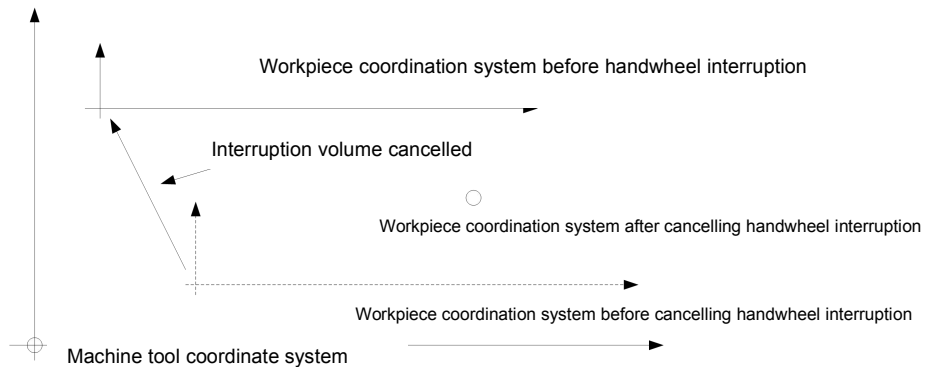 Workpiece coordination system before handwheel interruption
Interruption volume cancelled
Workpiece coordination system after cancelling handwheel interruption
Workpiece coordination system before cancelling handwheel interruption
Machine tool coordinate system